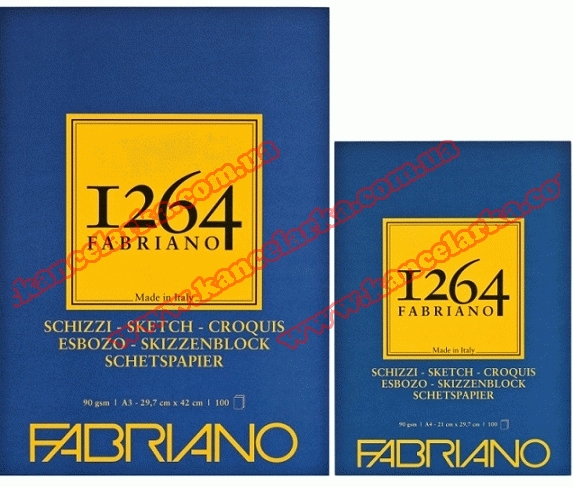 1264
FABRIANO
Made in Italy
SCHIZZI - SKETCH - CROQUIS
ESBOZO - SKIZZENBLOCK
SCHETSPAPIER
90 gsm | A3 - 29,7 cm x 42 cm | 100
FABRIANO
1264
FABRIANO
Made in Italy
SCHIZZI - SKETCH - CROQUIS
ESBOZO - SKIZZENBLOCK
SCHETSPAPIER
90 gsm | A4 - 21 cm x 29,7 cm | 100
FABRIANO
www.kancelarka.com.ua